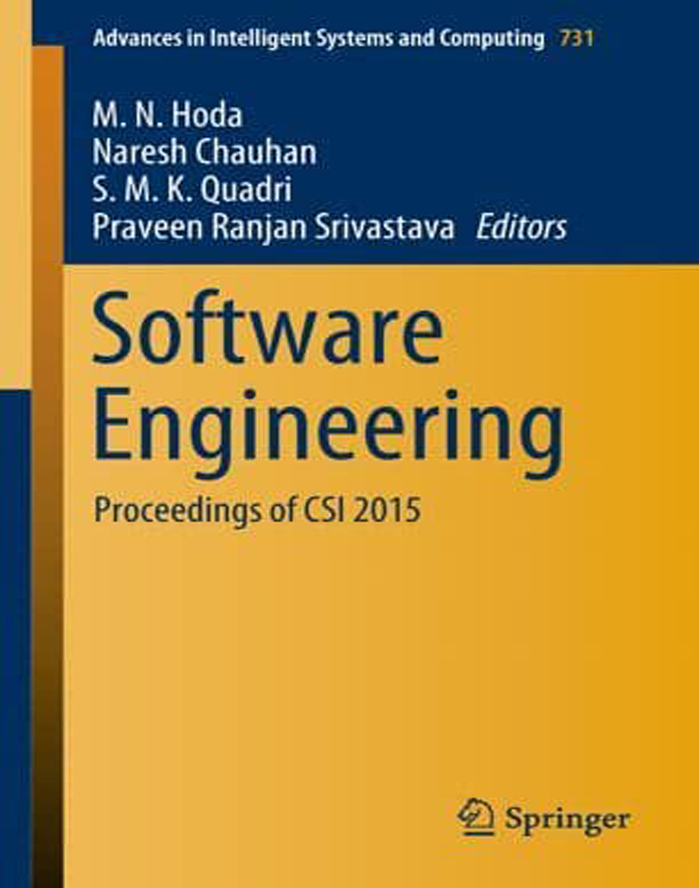 Advances in Intelligent Systems and Computing 731
M. N. Hoda
Naresh Chauhan
S. M. K. Quadri
Praveen Ranjan Srivastava Editors
Software
Engineering
Proceedings of CSI 2015
Springer